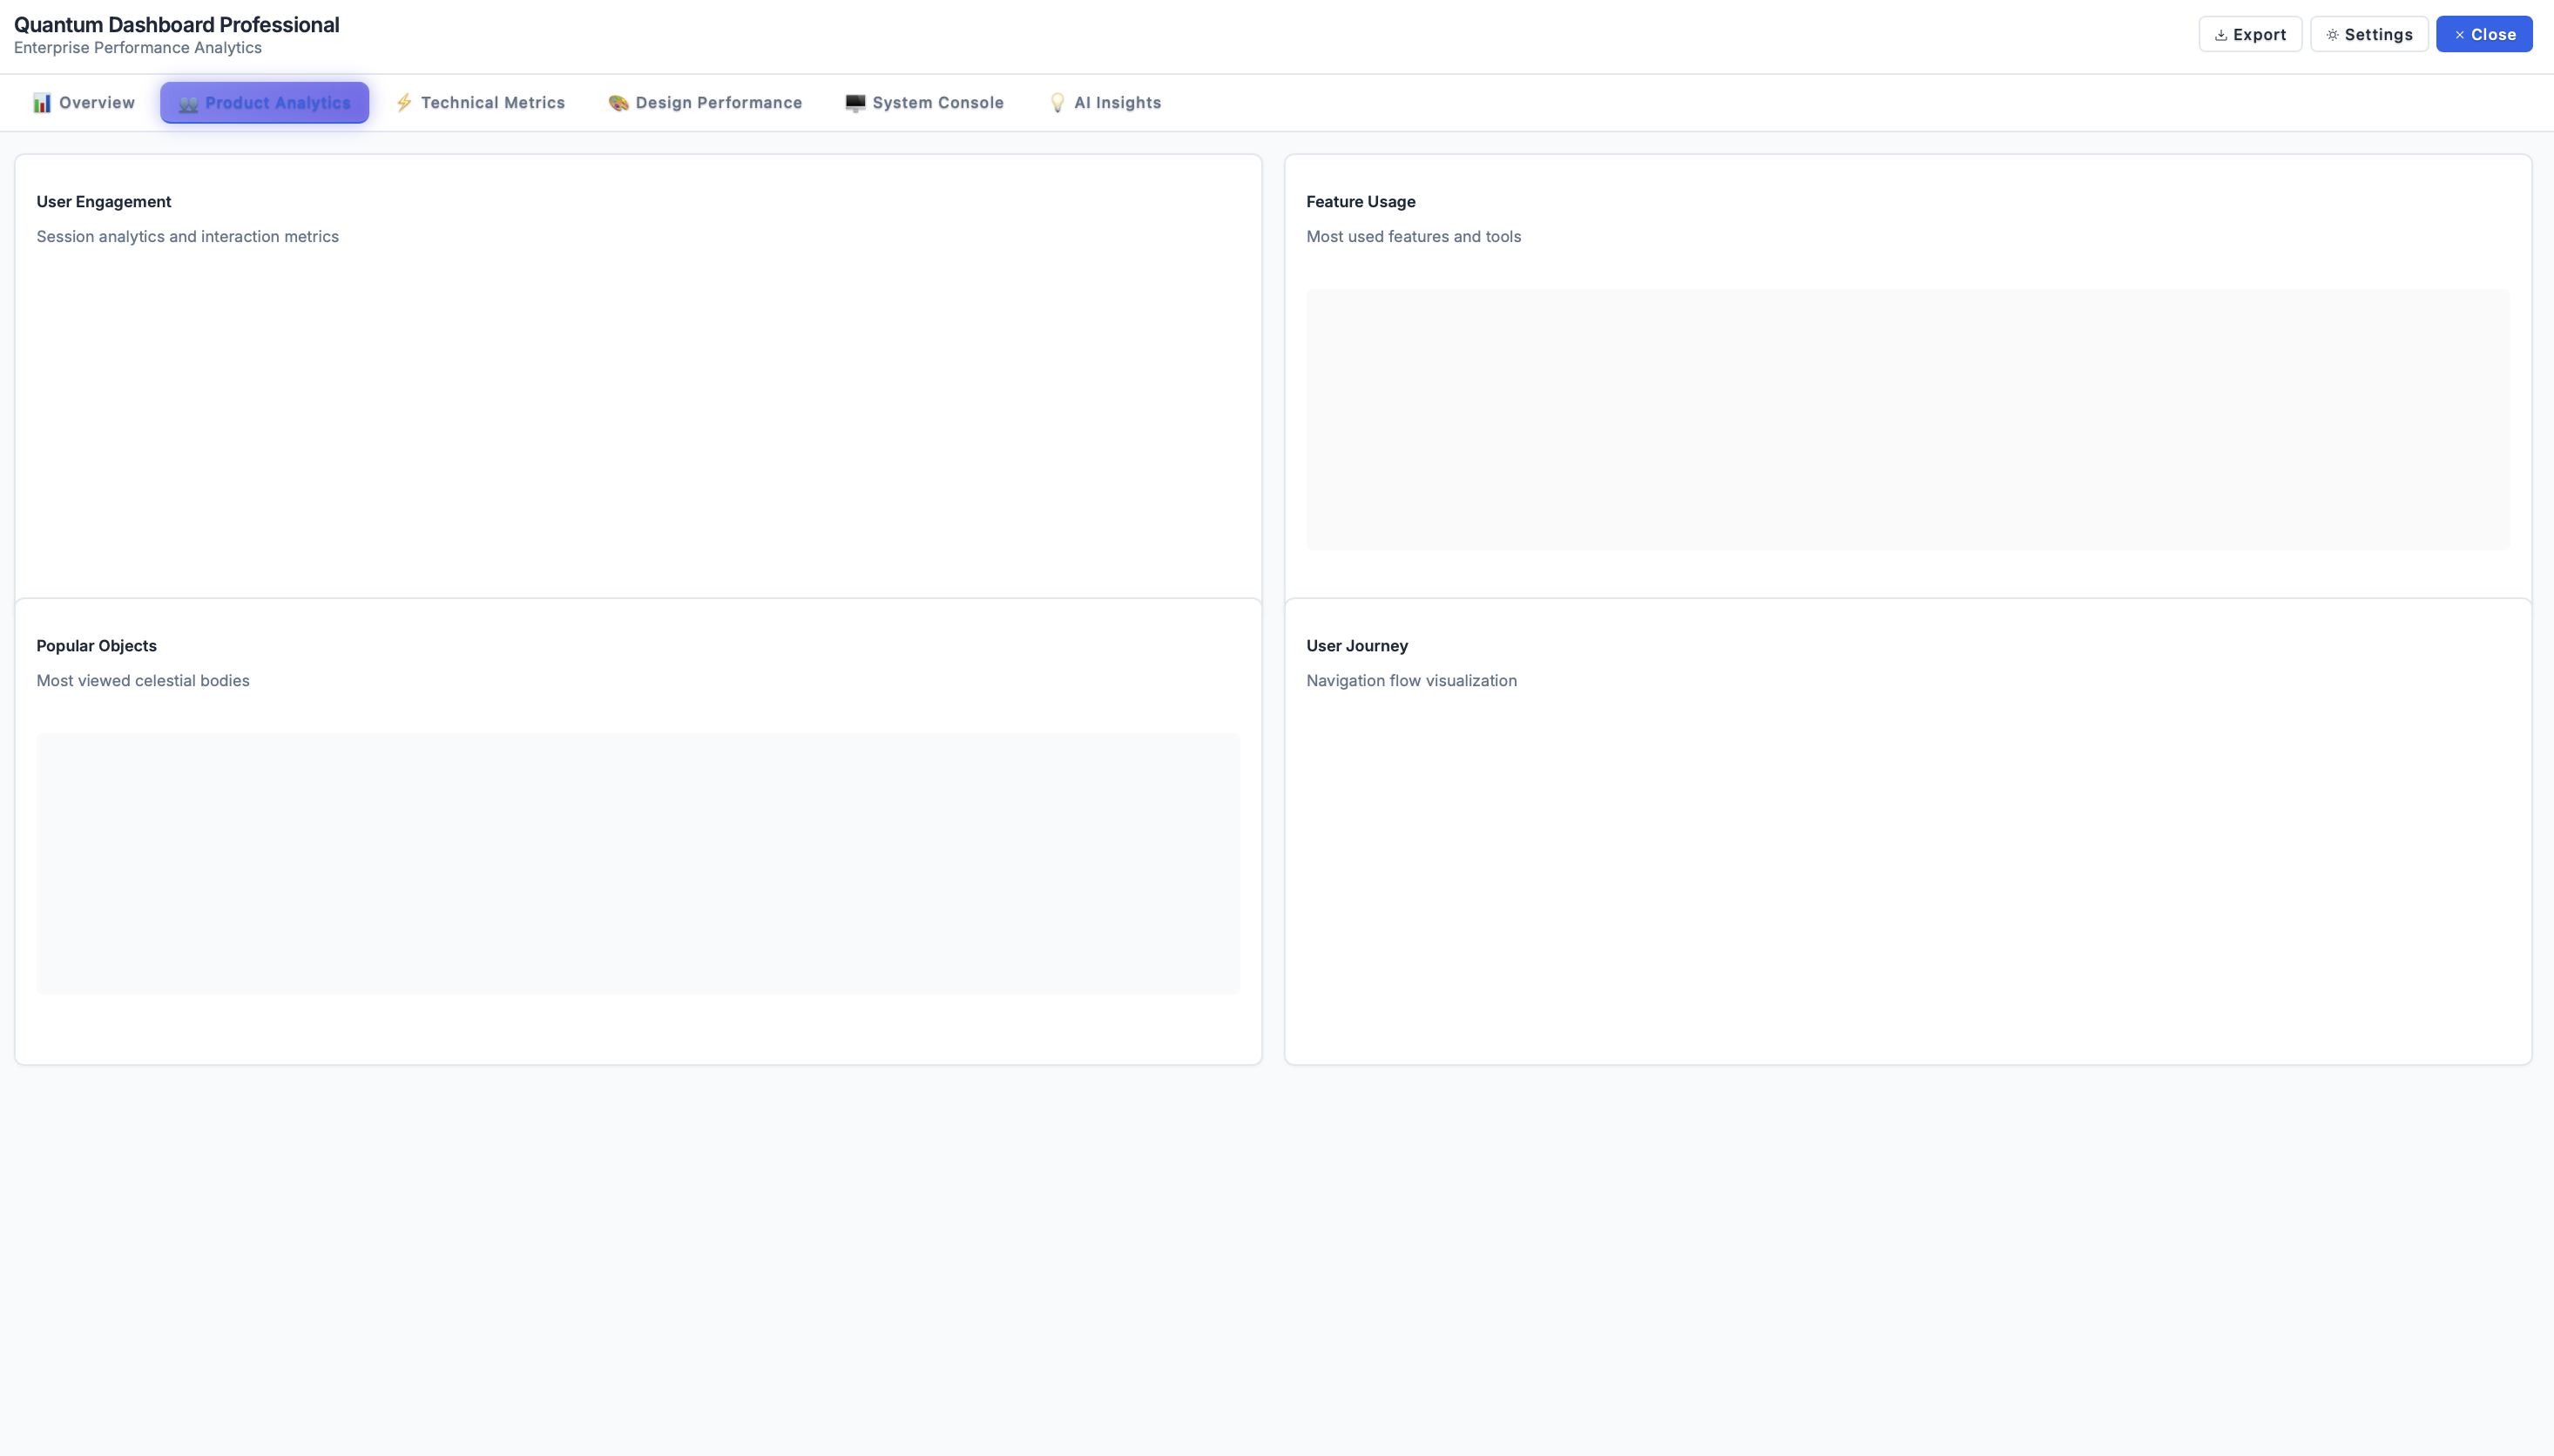 Quantum Dashboard Professional
Enterprise Performance Analytics
Export
Settings
Close
Overview
Product Analytics
Technical Metrics
Design Performance
System Console
AI Insights
User Engagement
Session analytics and interaction metrics
Feature Usage
Most used features and tools
Popular Objects
Most viewed celestial bodies
User Journey
Navigation flow visualization